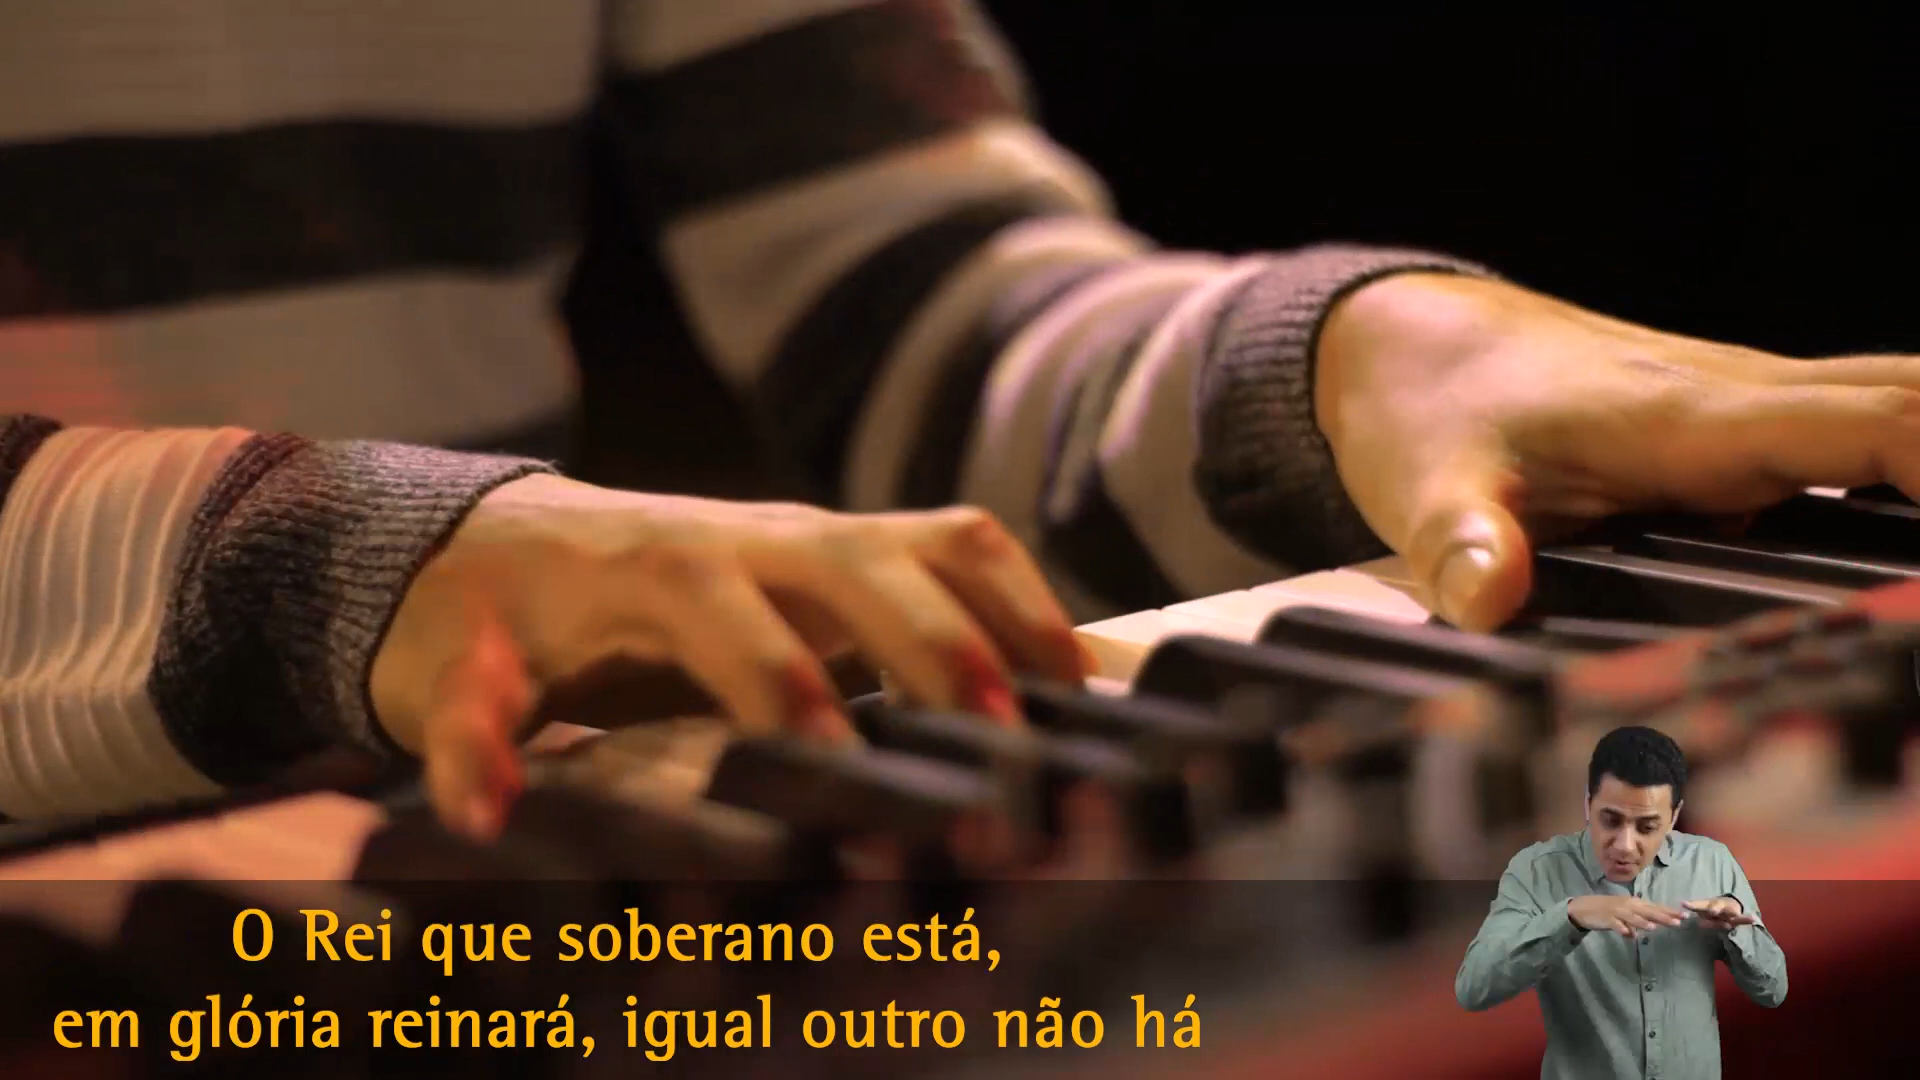 O Rei que soberano está,
em glória reinará, igual outro não há